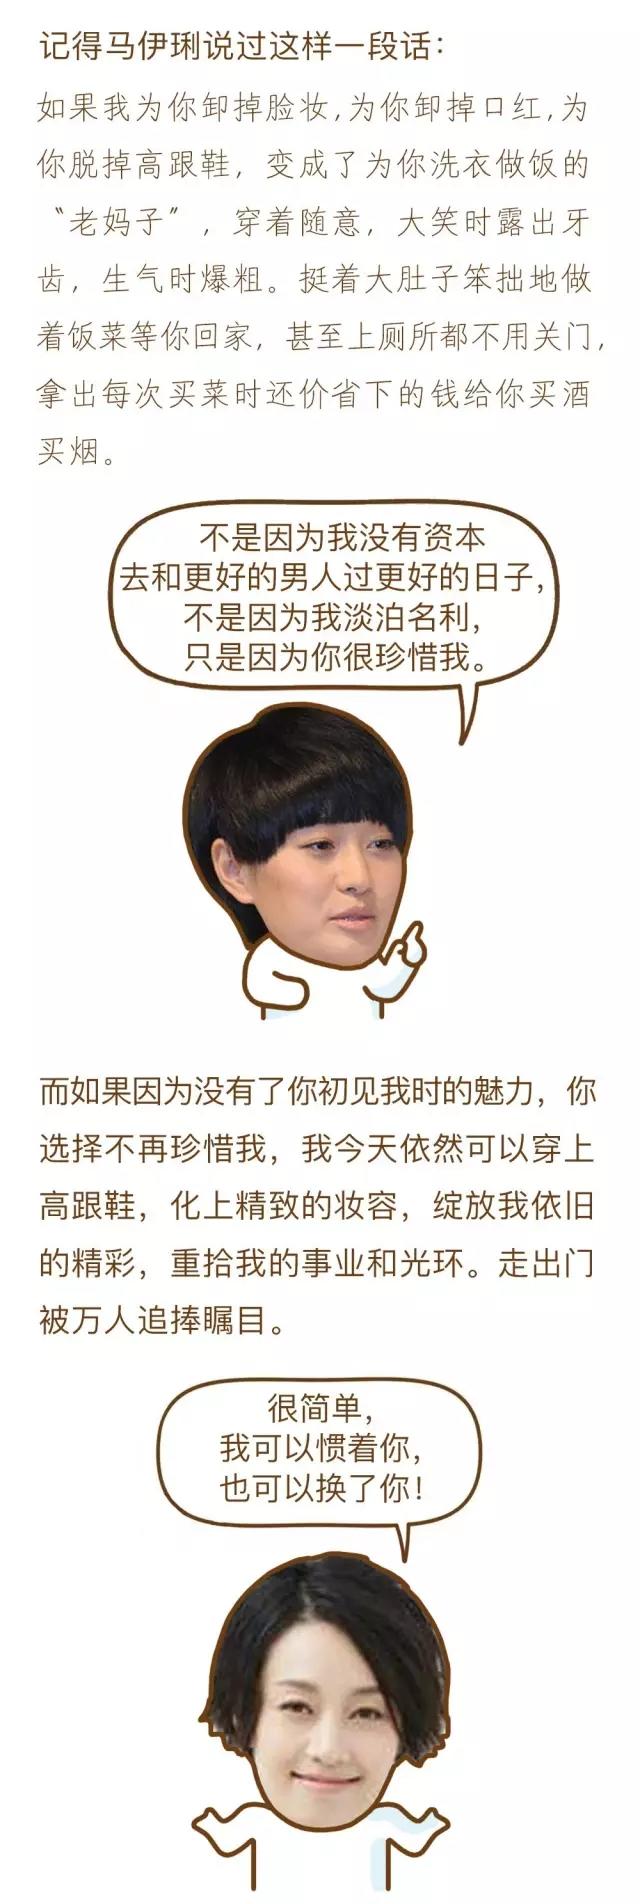 记得马伊琍说过这样一段话：
如果我为你卸掉脸妆,为你卸掉口红,为
你脱掉高跟鞋，变成了为你洗衣做饭的
“老妈子”，穿着随意，大笑时露出牙
齿，生气时爆粗。挺着大肚子笨拙地做
着饭菜等你回家，甚至上厕所都不用关门，
拿出每次买菜时还价省下的钱给你买酒
买烟。
不是因为我没有资本
去和更好的男人过更好的日子，
不是因为我淡泊名利，
只是因为你很珍惜我。
而如果因为没有了你初见我时的魅力，你
选择不再珍惜我，我今天依然可以穿上
高跟鞋，化上精致的妆容，绽放我依旧
的精彩，重拾我的事业和光环。走出门
被万人追捧瞩目。
很简单，
我可以惯着你，
也可以换了你！